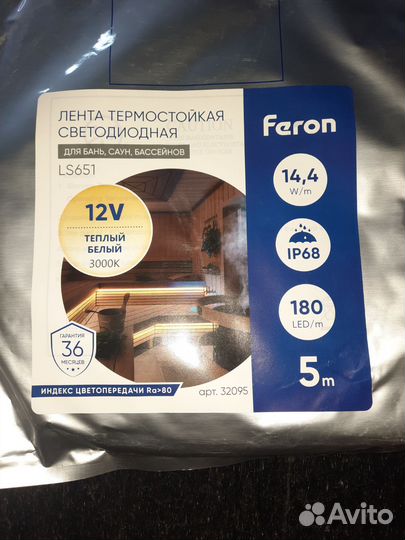 ЛЕНТА ТЕРМОСТОЙКАЯ
СВЕТОДИОДНАЯ
ДЛЯ БАНЬ, САУН, БАССЕЙНОВ
LS651
12V
ТЕПЛЫЙ
БЕЛЫЙ
3000K
ГАРАНТИЯ
36
МЕСЯЦЕВ
ИНДЕКС ЦВЕТОПЕРЕДАЧИ Ra>80
арт. 32095
Feron
14,4
W/m
IP68
180
LED/m
5m
Avito